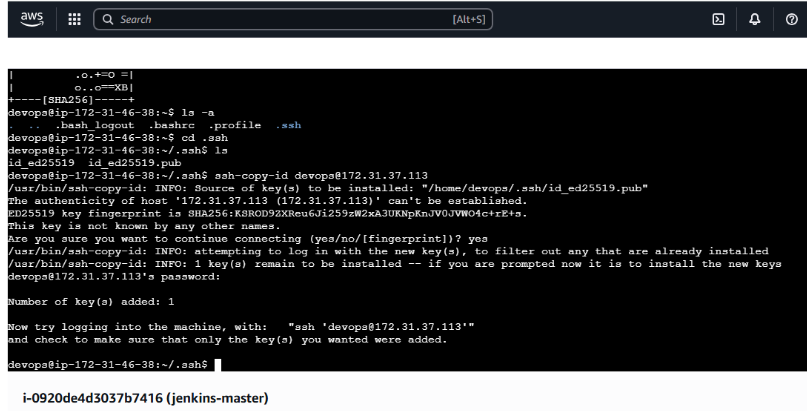 aws
Search [Alt+S]
| .o.+=O =|
| o..o==XB|
+----[SHA256]-----+
devops@ip-172-31-46-38:~$ ls -a
. .. .bash_logout .bashrc .profile .ssh
devops@ip-172-31-46-38:~$ cd .ssh
devops@ip-172-31-46-38:~/.ssh$ ls
id_ed25519 id_ed25519.pub
devops@ip-172-31-46-38:~/.ssh$ ssh-copy-id devops@172.31.37.113
/usr/bin/ssh-copy-id: INFO: Source of key(s) to be installed: "/home/devops/.ssh/id_ed25519.pub"
The authenticity of host '172.31.37.113 (172.31.37.113)' can't be established.
ED25519 key fingerprint is SHA256:KSROD9ZXReu6Ji259zW2xA3UKNpKnJV0JVWO4c+rE+s.
This key is not known by any other names.
Are you sure you want to continue connecting (yes/no/[fingerprint])? yes
/usr/bin/ssh-copy-id: INFO: attempting to log in with the new key(s), to filter out any that are already installed
/usr/bin/ssh-copy-id: INFO: 1 key(s) remain to be installed -- if you are prompted now it is to install the new keys
devops@172.31.37.113's password:
Number of key(s) added: 1
Now try logging into the machine, with: "ssh 'devops@172.31.37.113'"
and check to make sure that only the key(s) you wanted were added.
devops@ip-172-31-46-38:~/.ssh$
i-0920de4d3037b7416 (jenkins-master)